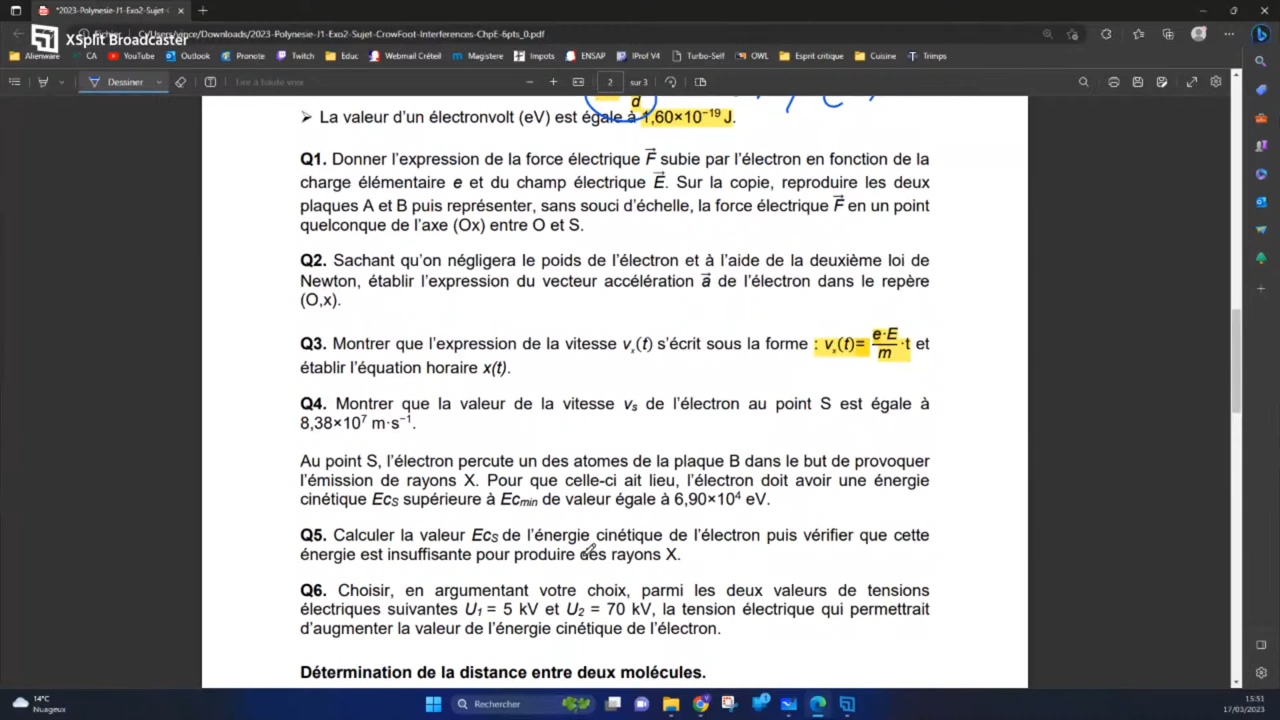 *2023-Polynesie-J1-Exo2-Sujet-C
XSplit Broadcaster
C:/Users/vince/Downloads/2023-Polynesie-J1-Exo2-Sujet-CrowFoot-Interferences-ChpE-6pts_0.pdf
Alienware
CA
YouTube
Outlook
Pronote
Twitch
Educ
Webmail Créteil
Magistere
Impots
ENSAP
IProf V4
Turbo-Self
OWL
Esprit critique
Cuisine
Trimps
Dessiner
Lire à haute voix
2
sur 3
d
➤ La valeur d’un électronvolt (eV) est égale à 1,60×10⁻¹⁹ J.
Q1. Donner l’expression de la force électrique F⃗ subie par l’électron en fonction de la
charge élémentaire e et du champ électrique E⃗. Sur la copie, reproduire les deux
plaques A et B puis représenter, sans souci d’échelle, la force électrique F⃗ en un point
quelconque de l’axe (Ox) entre O et S.
Q2. Sachant qu’on négligera le poids de l’électron et à l’aide de la deuxième loi de
Newton, établir l’expression du vecteur accélération a⃗ de l’électron dans le repère
(O,x).
Q3. Montrer que l’expression de la vitesse vₓ(t) s’écrit sous la forme : vₓ(t)= e·E/m ·t et
établir l’équation horaire x(t).
Q4. Montrer que la valeur de la vitesse vs de l’électron au point S est égale à
8,38×10⁷ m·s⁻¹.
Au point S, l’électron percute un des atomes de la plaque B dans le but de provoquer
l’émission de rayons X. Pour que celle-ci ait lieu, l’électron doit avoir une énergie
cinétique EcS supérieure à Ecmin de valeur égale à 6,90×10⁴ eV.
Q5. Calculer la valeur EcS de l’énergie cinétique de l’électron puis vérifier que cette
énergie est insuffisante pour produire des rayons X.
Q6. Choisir, en argumentant votre choix, parmi les deux valeurs de tensions
électriques suivantes U₁ = 5 kV et U₂ = 70 kV, la tension électrique qui permettrait
d’augmenter la valeur de l’énergie cinétique de l’électron.
Détermination de la distance entre deux molécules.
14°C
Nuageux
Rechercher
15:51
17/03/2023